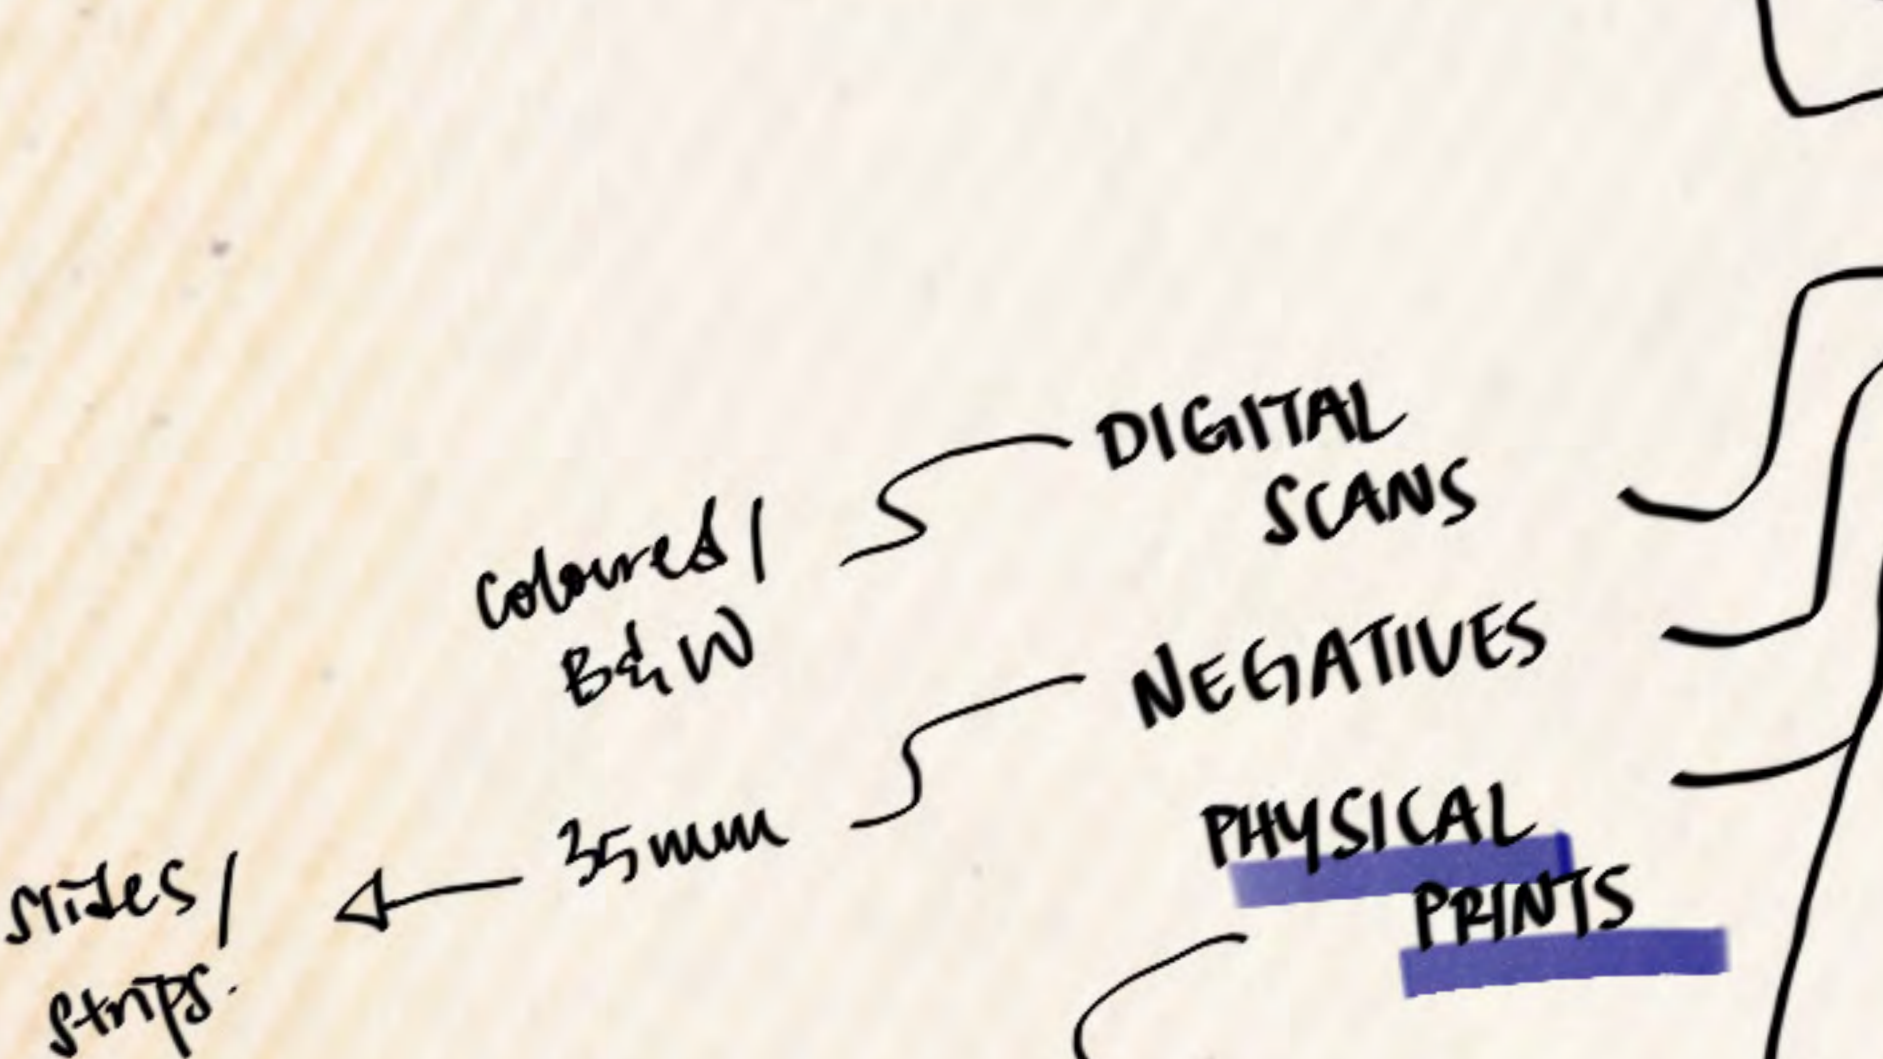 DIGITAL
SCANS
Coloured/
B&W
NEGATIVES
35mm
slides/
strips.
PHYSICAL
PRINTS